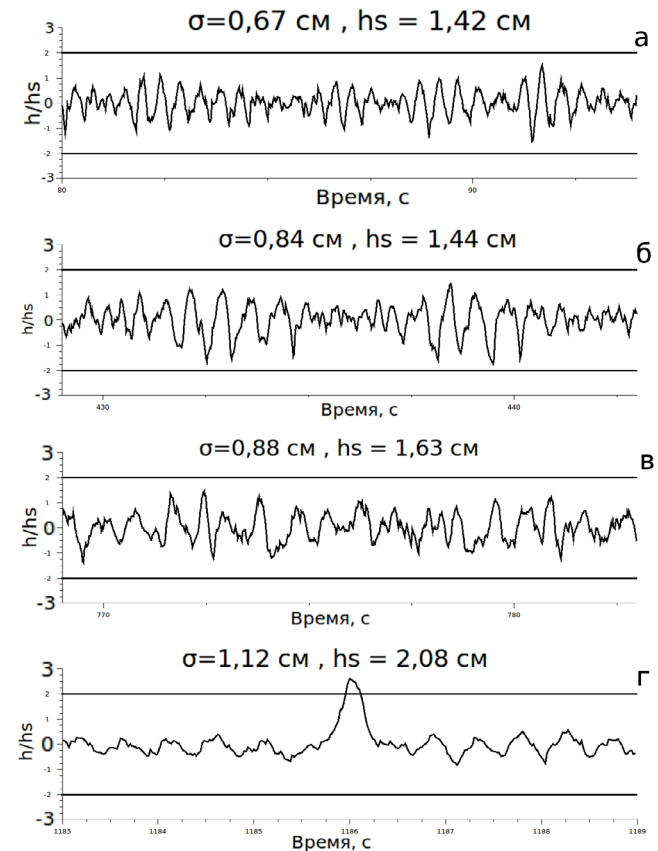 σ=0,67 см , hs = 1,42 см
а
h/hs
3
2
1
0
-1
-2
-3
80
90
Время, с
σ=0,84 см , hs = 1,44 см
б
h/hs
3
2
1
0
-1
-2
-3
430
440
Время, с
σ=0,88 см , hs = 1,63 см
в
h/hs
3
2
1
0
-1
-2
-3
770
780
Время, с
σ=1,12 см , hs = 2,08 см
г
h/hs
3
2
1
0
-1
-2
-3
1183
1184
1185
1186
1187
1188
1189
Время, с